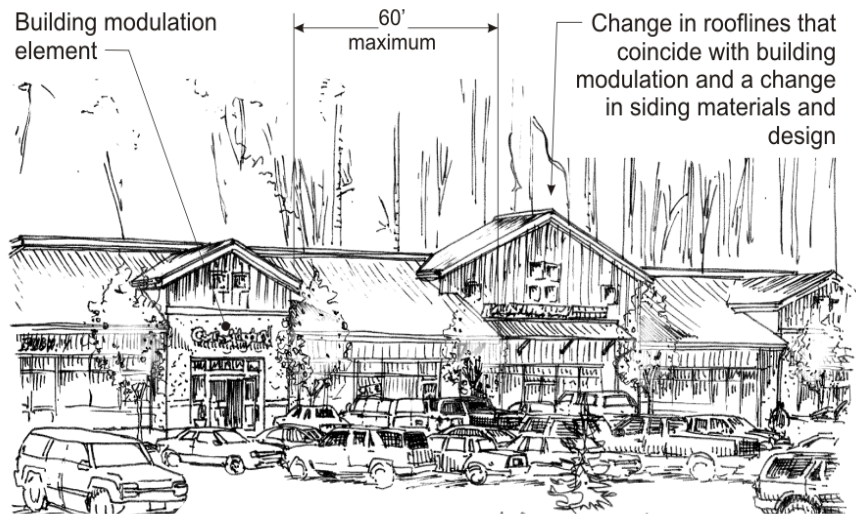 Building modulation
element
60’
maximum
Change in rooflines that
coincide with building
modulation and a change
in siding materials and
design